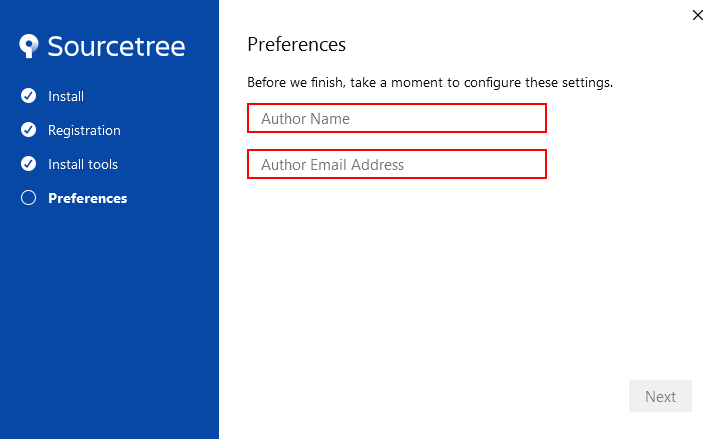 Sourcetree
Install
Registration
Install tools
Preferences
Preferences
Before we finish, take a moment to configure these settings.
Author Name
Author Email Address
Next